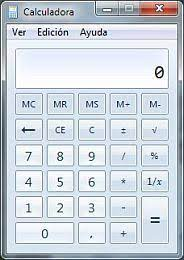 Calculadora
Ver Edición Ayuda
0
MC MR MS M+ M-
← CE C ± √
7 8 9 / %
4 5 6 * 1/x
1 2 3 - =
0 , +